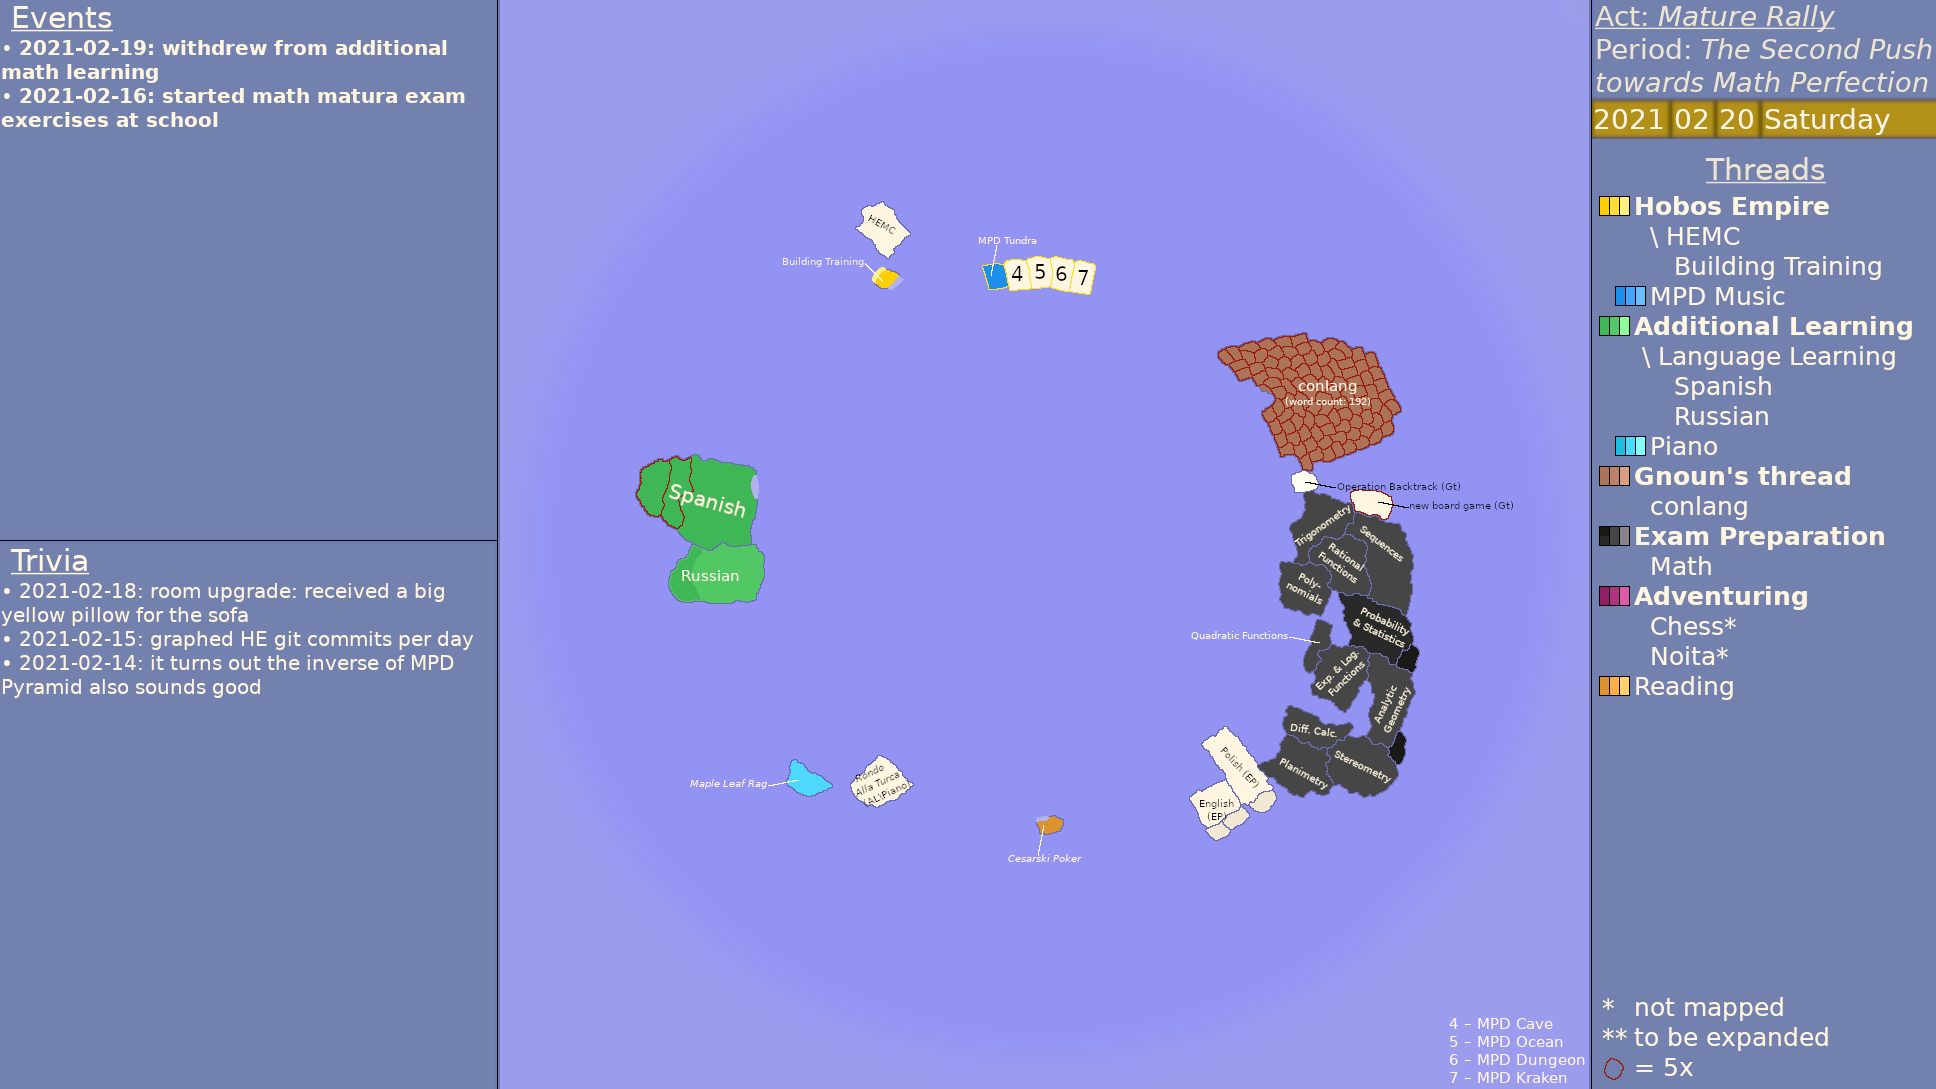 Events
• 2021-02-19: withdrew from additional
math learning
• 2021-02-16: started math matura exam
exercises at school
Trivia
• 2021-02-18: room upgrade: received a big
yellow pillow for the sofa
• 2021-02-15: graphed HE git commits per day
• 2021-02-14: it turns out the inverse of MPD
Pyramid also sounds good
HEMC
Building Training
MPD Tundra
4 5 6 7
conlang
(word count: 192)
Operation Backtrack (Gt)
new board game (Gt)
Spanish
Russian
Trigonometry
Sequences
Rational
Functions
Poly-
nomials
Probability
& Statistics
Quadratic Functions
Exp. & Log.
Functions
Analytic
Geometry
Diff. Calc.
Planimetry
Stereometry
Polish (EP)
English
(EP)
Maple Leaf Rag
Rondo
Alla Turca
(AL\Piano)
Cesarski Poker
4 – MPD Cave
5 – MPD Ocean
6 – MPD Dungeon
7 – MPD Kraken
Act: Mature Rally
Period: The Second Push
towards Math Perfection
2021 02 20 Saturday
Threads
Hobos Empire
\ HEMC
Building Training
MPD Music
Additional Learning
\ Language Learning
Spanish
Russian
Piano
Gnoun's thread
conlang
Exam Preparation
Math
Adventuring
Chess*
Noita*
Reading
* not mapped
** to be expanded
= 5x